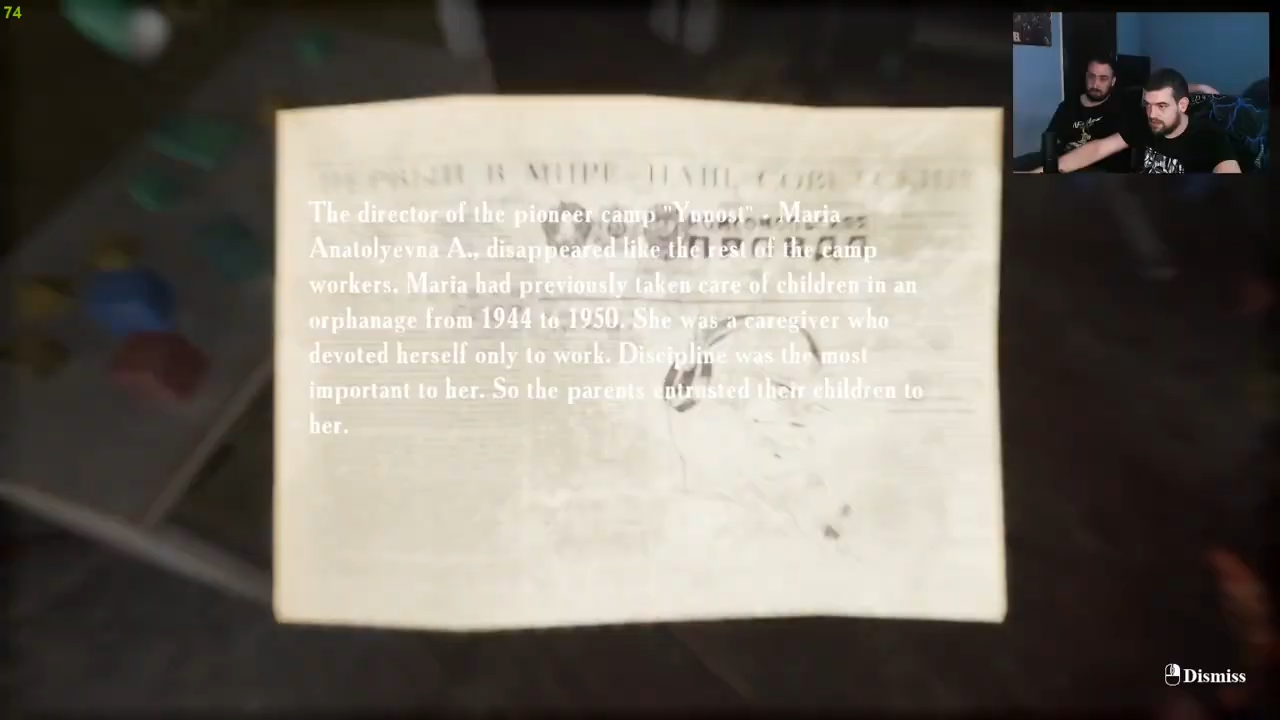 74
The director of the pioneer camp "Yunost" - Maria
Anatolyevna A., disappeared like the rest of the camp
workers. Maria had previously taken care of children in an
orphanage from 1944 to 1950. She was a caregiver who
devoted herself only to work. Discipline was the most
important to her. So the parents entrusted their children to
her.
Dismiss